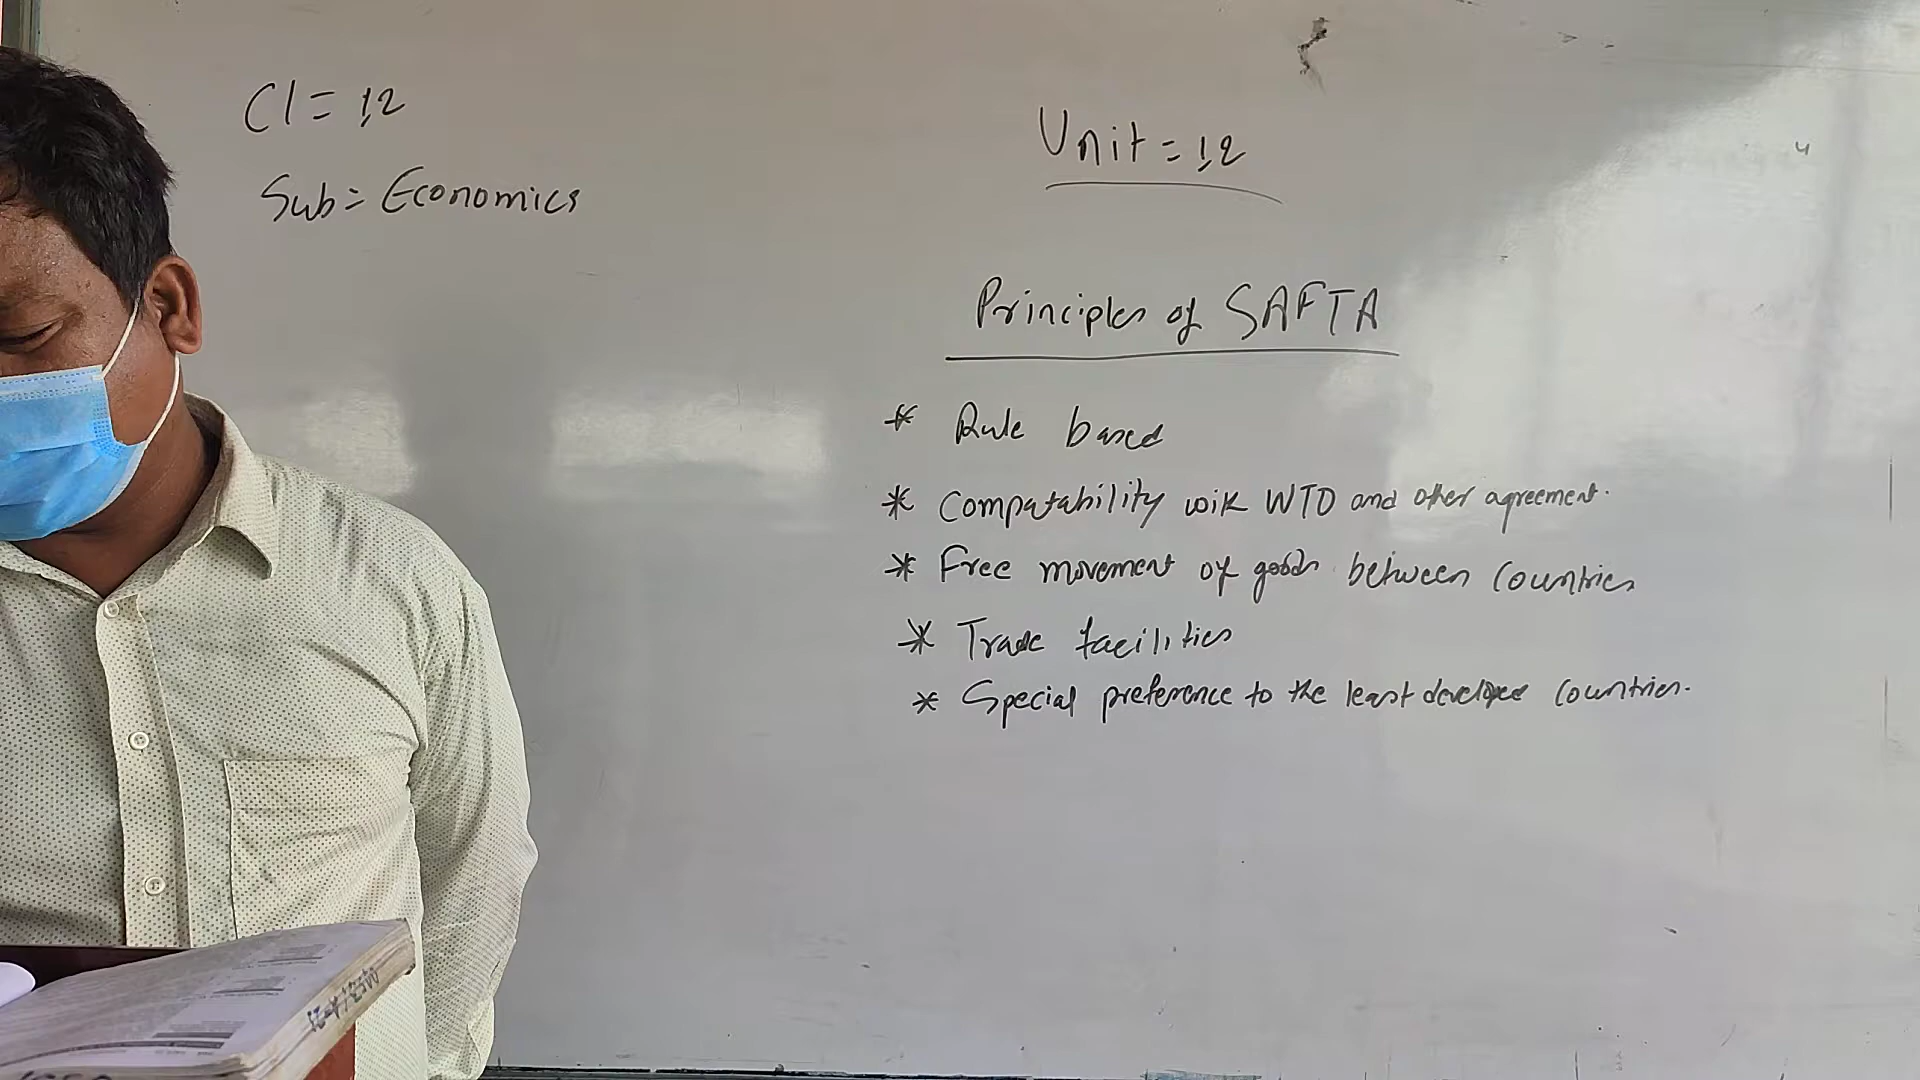 Cl = 12
Sub = Economics
Unit = 12
Principles of SAFTA
* Rule based
* Compatability with WTO and other agreement.
* Free movement of goods between Countries
* Trade facilities
* Special preference to the least develope Countries.